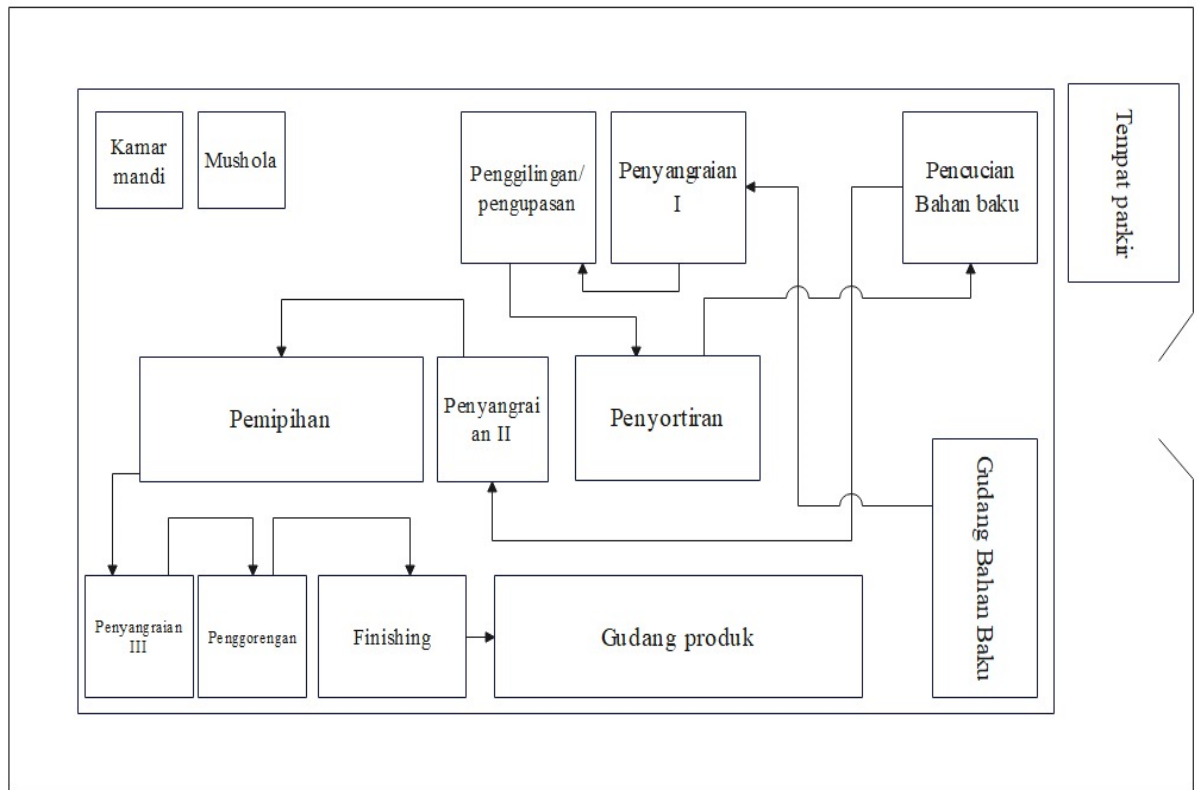 Kamar
mandi
Mushola
Penggilingan/
pengupasan
Penyangraian
I
Pencucian
Bahan baku
Tempat parkir
Pemipihan
Penyangrai
an II
Penyortiran
Gudang Bahan Baku
Penyangraian
III
Penggorengan
Finishing
Gudang produk